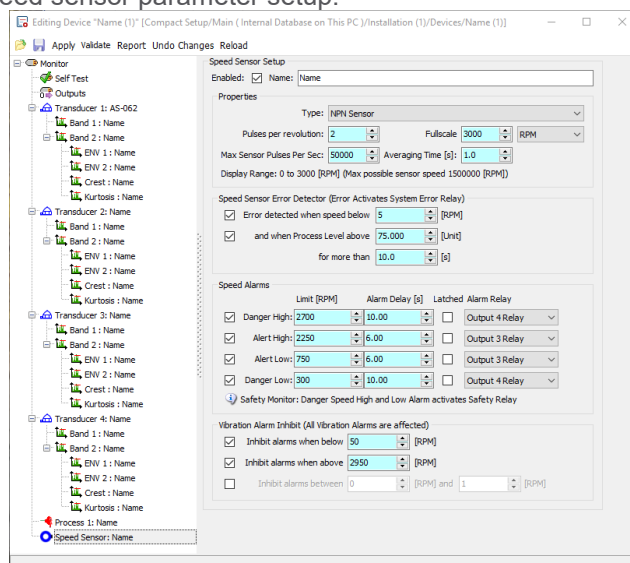 eed sensor parameter setup.
Editing Device "Name (1)" [Compact Setup/Main ( Internal Database on This PC )/Installation (1)/Devices/Name (1)]
Apply Validate Report Undo Changes Reload
Monitor
Self Test
Outputs
Transducer 1: AS-062
Band 1 : Name
Band 2 : Name
ENV 1 : Name
ENV 2 : Name
Crest : Name
Kurtosis : Name
Transducer 2: Name
Band 1 : Name
Band 2 : Name
ENV 1 : Name
ENV 2 : Name
Crest : Name
Kurtosis : Name
Transducer 3: Name
Band 1 : Name
Band 2 : Name
ENV 1 : Name
ENV 2 : Name
Crest : Name
Kurtosis : Name
Transducer 4: Name
Band 1 : Name
Band 2 : Name
ENV 1 : Name
ENV 2 : Name
Crest : Name
Kurtosis : Name
Process 1: Name
Speed Sensor: Name
Speed Sensor Setup
Enabled: Name: Name
Properties
Type: NPN Sensor
Pulses per revolution: 2 Fullscale 3000 RPM
Max Sensor Pulses Per Sec: 50000 Averaging Time [s]: 1.0
Display Range: 0 to 3000 [RPM] (Max possible sensor speed 1500000 [RPM])
Speed Sensor Error Detector (Error Activates System Error Relay)
Error detected when speed below 5 [RPM]
and when Process Level above 75.000 [Unit]
for more than 10.0 [s]
Speed Alarms
Limit [RPM] Alarm Delay [s] Latched Alarm Relay
Danger High: 2700 10.00 Output 4 Relay
Alert High: 2250 6.00 Output 3 Relay
Alert Low: 750 6.00 Output 3 Relay
Danger Low: 300 10.00 Output 4 Relay
Safety Monitor: Danger Speed High and Low Alarm activates Safety Relay
Vibration Alarm Inhibit (All Vibration Alarms are affected)
Inhibit alarms when below 50 [RPM]
Inhibit alarms when above 2950 [RPM]
Inhibit alarms between 0 [RPM] and 1 [RPM]